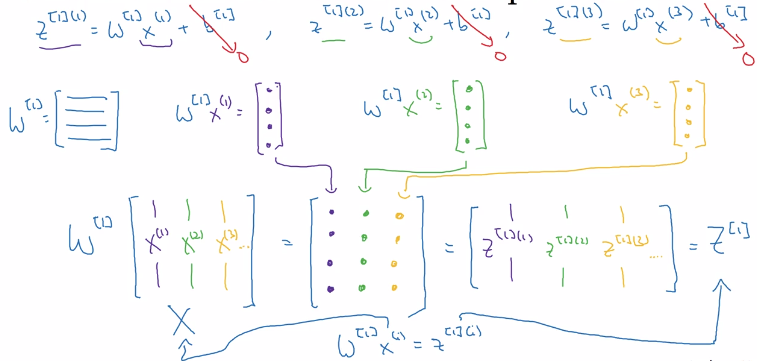 z^{[1](1)} = W^{[1]} x^{(1)} + b^{[1]} , z^{[1](2)} = W^{[1]} x^{(2)} + b^{[1]} , z^{[1](3)} = W^{[1]} x^{(3)} + b^{[1]}
0 0 0
W^{[1]} = [ ] W^{[1]} x^{(1)} = [ ] W^{[1]} x^{(2)} = [ ] W^{[1]} x^{(3)} = [ ]
W^{[1]} [ x^{(1)} x^{(2)} x^{(3)} ... ] = [ ] = [ z^{[1](1)} z^{[1](2)} z^{[1](3)} .... ] = Z^{[1]}
X
W^{[1]} x^{(i)} = z^{[1](i)}